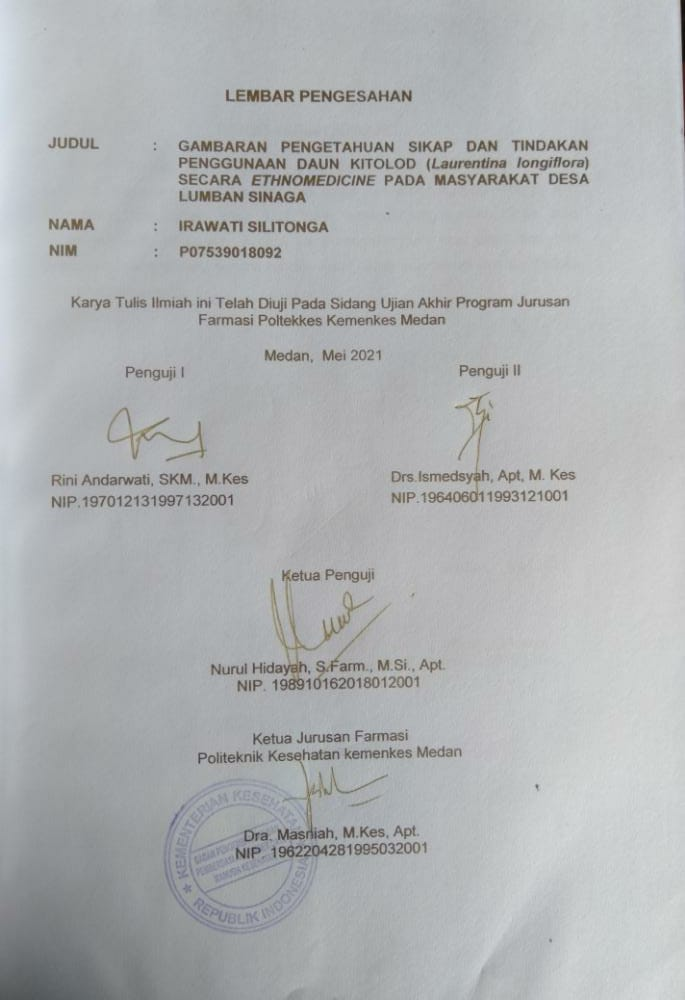 LEMBAR PENGESAHAN
JUDUL : GAMBARAN PENGETAHUAN SIKAP DAN TINDAKAN
PENGGUNAAN DAUN KITOLOD (Laurentina longiflora)
SECARA ETHNOMEDICINE PADA MASYARAKAT DESA
LUMBAN SINAGA
NAMA : IRAWATI SILITONGA
NIM : P07539018092
Karya Tulis Ilmiah ini Telah Diuji Pada Sidang Ujian Akhir Program Jurusan
Farmasi Poltekkes Kemenkes Medan
Medan, Mei 2021
Penguji I
Penguji II
Rini Andarwati, SKM., M.Kes
NIP.197012131997132001
Drs.Ismedsyah, Apt, M. Kes
NIP.196406011993121001
Ketua Penguji
Nurul Hidayah, S.Farm., M.Si., Apt.
NIP. 198910162018012001
Ketua Jurusan Farmasi
Politeknik Kesehatan kemenkes Medan
Dra. Masniah, M.Kes, Apt.
NIP 1962204281995032001
KEMENTERIAN KESEHATAN
REPUBLIK INDONESIA